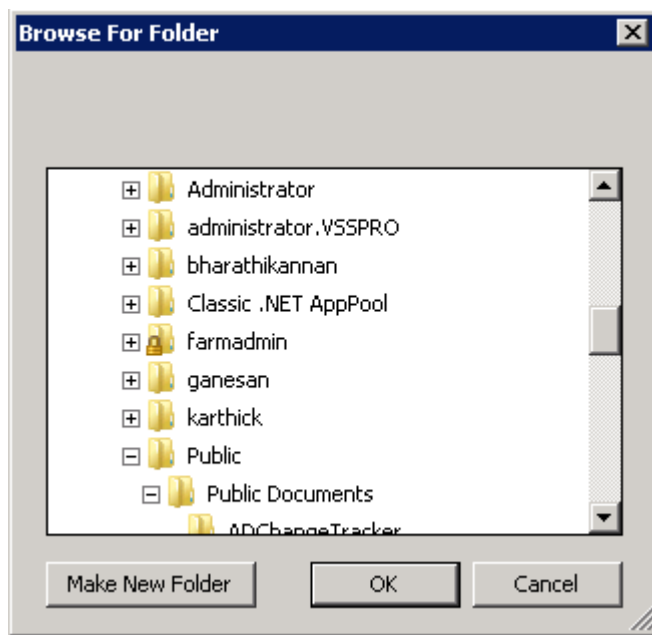 Browse For Folder
Administrator
administrator.VSSPRO
bharathikannan
Classic .NET AppPool
farmadmin
ganesan
karthick
Public
Public Documents
ADChangeTracker
Make New Folder
OK
Cancel